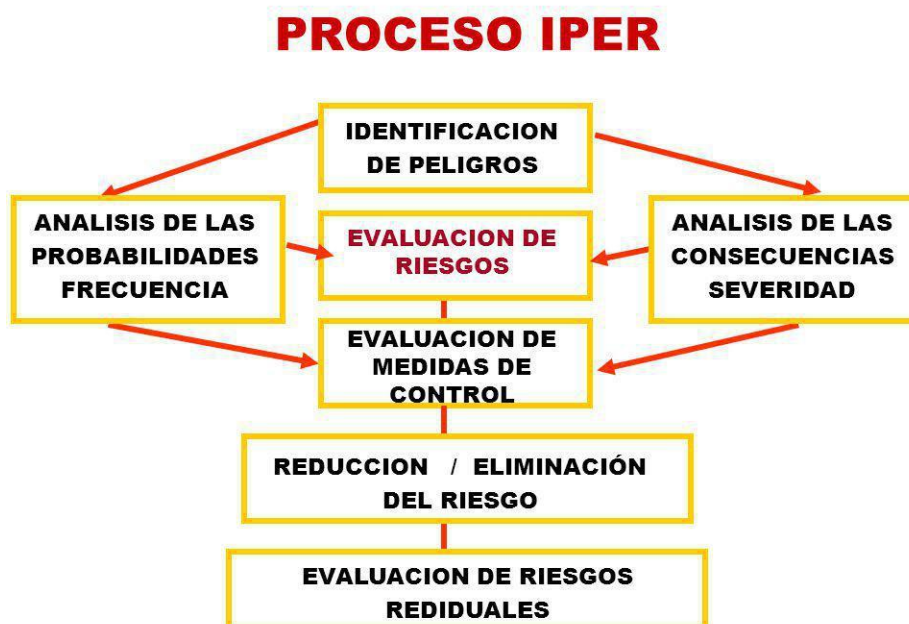 PROCESO IPER
IDENTIFICACION
DE PELIGROS
ANALISIS DE LAS
PROBABILIDADES
FRECUENCIA
EVALUACION DE
RIESGOS
ANALISIS DE LAS
CONSECUENCIAS
SEVERIDAD
EVALUACION DE
MEDIDAS DE
CONTROL
REDUCCION / ELIMINACIÓN
DEL RIESGO
EVALUACION DE RIESGOS
REDIDUALES